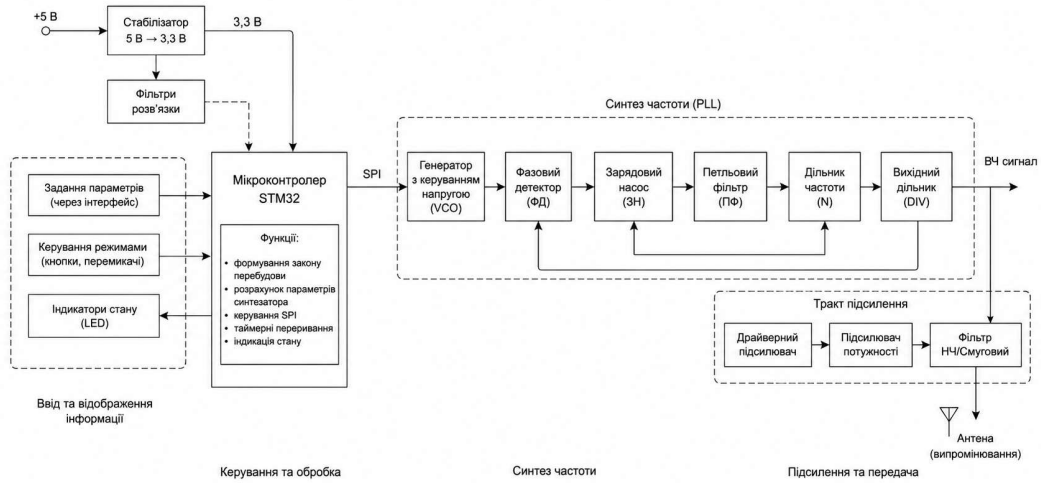 +5 В
Стабілізатор
5 В → 3,3 В
3,3 В
Фільтри
розв'язки
Задання параметрів
(через інтерфейс)
Керування режимами
(кнопки, перемикачі)
Індикатори стану
(LED)
Ввід та відображення
інформації
Мікроконтролер
STM32
Функції:
• формування закону
перебудови
• розрахунок параметрів
синтезатора
• керування SPI
• таймерні переривання
• індикація стану
SPI
Синтез частоти (PLL)
Генератор
з керуванням
напругою
(VCO)
Фазовий
детектор
(ФД)
Зарядовий
насос
(ЗН)
Петльовий
фільтр
(ПФ)
Дільник
частоти
(N)
Вихідний
дільник
(DIV)
ВЧ сигнал
Тракт підсилення
Драйверний
підсилювач
Підсилювач
потужності
Фільтр
НЧ/Смуговий
Антена
(випромінювання)
Керування та обробка
Синтез частоти
Підсилення та передача